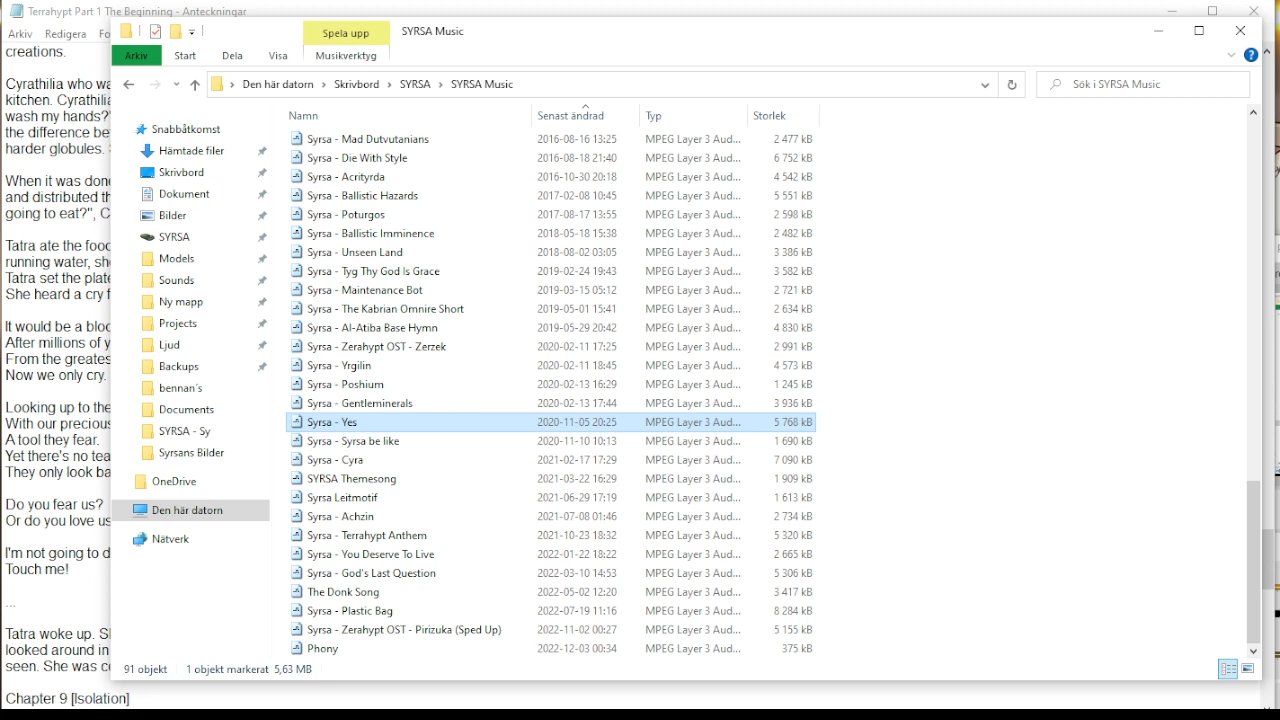 Terrahypt Part 1 The Beginning - Anteckningar
Arkiv Redigera Fo
Spela upp SYRSA Music
Arkiv Start Dela Visa Musikverktyg
Den här datorn > Skrivbord > SYRSA > SYRSA Music
Sök i SYRSA Music
Namn Senast ändrad Typ Storlek
Snabbåtkomst
Hämtade filer
Skrivbord
Dokument
Bilder
SYRSA
Models
Sounds
Ny mapp
Projects
Ljud
Backups
bennan´s
Documents
SYRSA - Sy
Syrsans Bilder
OneDrive
Den här datorn
Nätverk
Syrsa - Mad Dutvutanians 2016-08-16 13:25 MPEG Layer 3 Aud... 2 477 kB
Syrsa - Die With Style 2016-08-18 21:40 MPEG Layer 3 Aud... 6 752 kB
Syrsa - Acrityrda 2016-10-30 20:18 MPEG Layer 3 Aud... 4 542 kB
Syrsa - Ballistic Hazards 2017-02-08 10:45 MPEG Layer 3 Aud... 5 551 kB
Syrsa - Poturgos 2017-08-17 13:55 MPEG Layer 3 Aud... 2 598 kB
Syrsa - Ballistic Imminence 2018-05-18 15:38 MPEG Layer 3 Aud... 2 482 kB
Syrsa - Unseen Land 2018-08-02 03:05 MPEG Layer 3 Aud... 3 386 kB
Syrsa - Tyg Thy God Is Grace 2019-02-24 19:43 MPEG Layer 3 Aud... 3 582 kB
Syrsa - Maintenance Bot 2019-03-15 05:12 MPEG Layer 3 Aud... 2 721 kB
Syrsa - The Kabrian Omnire Short 2019-05-01 15:41 MPEG Layer 3 Aud... 2 634 kB
Syrsa - Al-Atiba Base Hymn 2019-05-29 20:42 MPEG Layer 3 Aud... 4 830 kB
Syrsa - Zerahypt OST - Zerzek 2020-02-11 17:25 MPEG Layer 3 Aud... 2 991 kB
Syrsa - Yrgilin 2020-02-11 18:45 MPEG Layer 3 Aud... 4 573 kB
Syrsa - Poshium 2020-02-13 16:29 MPEG Layer 3 Aud... 1 245 kB
Syrsa - Gentleminerals 2020-02-13 17:44 MPEG Layer 3 Aud... 3 936 kB
Syrsa - Yes 2020-11-05 20:25 MPEG Layer 3 Aud... 5 768 kB
Syrsa - Syrsa be like 2020-11-10 10:13 MPEG Layer 3 Aud... 1 690 kB
Syrsa - Cyra 2021-02-17 17:29 MPEG Layer 3 Aud... 7 090 kB
SYRSA Themesong 2021-03-22 16:29 MPEG Layer 3 Aud... 1 909 kB
Syrsa Leitmotif 2021-06-29 17:19 MPEG Layer 3 Aud... 1 613 kB
Syrsa - Achzin 2021-07-08 01:46 MPEG Layer 3 Aud... 2 734 kB
Syrsa - Terrahypt Anthem 2021-10-23 18:32 MPEG Layer 3 Aud... 5 320 kB
Syrsa - You Deserve To Live 2022-01-22 18:22 MPEG Layer 3 Aud... 2 665 kB
Syrsa - God's Last Question 2022-03-10 14:53 MPEG Layer 3 Aud... 5 306 kB
The Donk Song 2022-05-02 12:20 MPEG Layer 3 Aud... 3 417 kB
Syrsa - Plastic Bag 2022-07-19 11:16 MPEG Layer 3 Aud... 8 284 kB
Syrsa - Zerahypt OST - Pirizuka (Sped Up) 2022-11-02 00:27 MPEG Layer 3 Aud... 5 155 kB
Phony 2022-12-03 00:34 MPEG Layer 3 Aud... 375 kB
91 objekt 1 objekt markerat 5,63 MB
creations.
Cyrathilia who wa
kitchen. Cyrathilia
wash my hands?"
the difference be
harder globules.
When it was done
and distributed th
going to eat?", C
Tatra ate the food
running water, sh
Tatra set the plate
She heard a cry f
It would be a bloo
After millions of y
From the greates
Now we only cry.
Looking up to the
With our precious
A tool they fear.
Yet there's no tea
They only look ba
Do you fear us?
Or do you love us
I'm not going to d
Touch me!
...
Tatra woke up. S
looked around in
seen. She was co
Chapter 9 [Isolation]